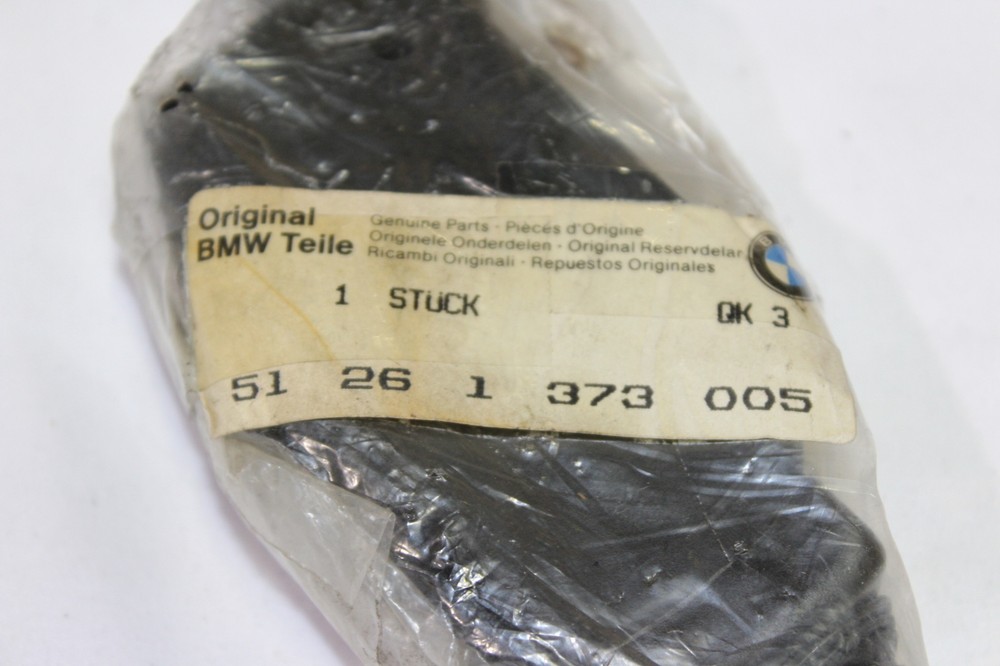 Original
BMW Teile
Genuine Parts · Pièces d'Origine
Originele Onderdelen · Original Reservdelar
Ricambi Originali · Repuestos Originales
1 STÜCK QK 3
51 26 1 373 005